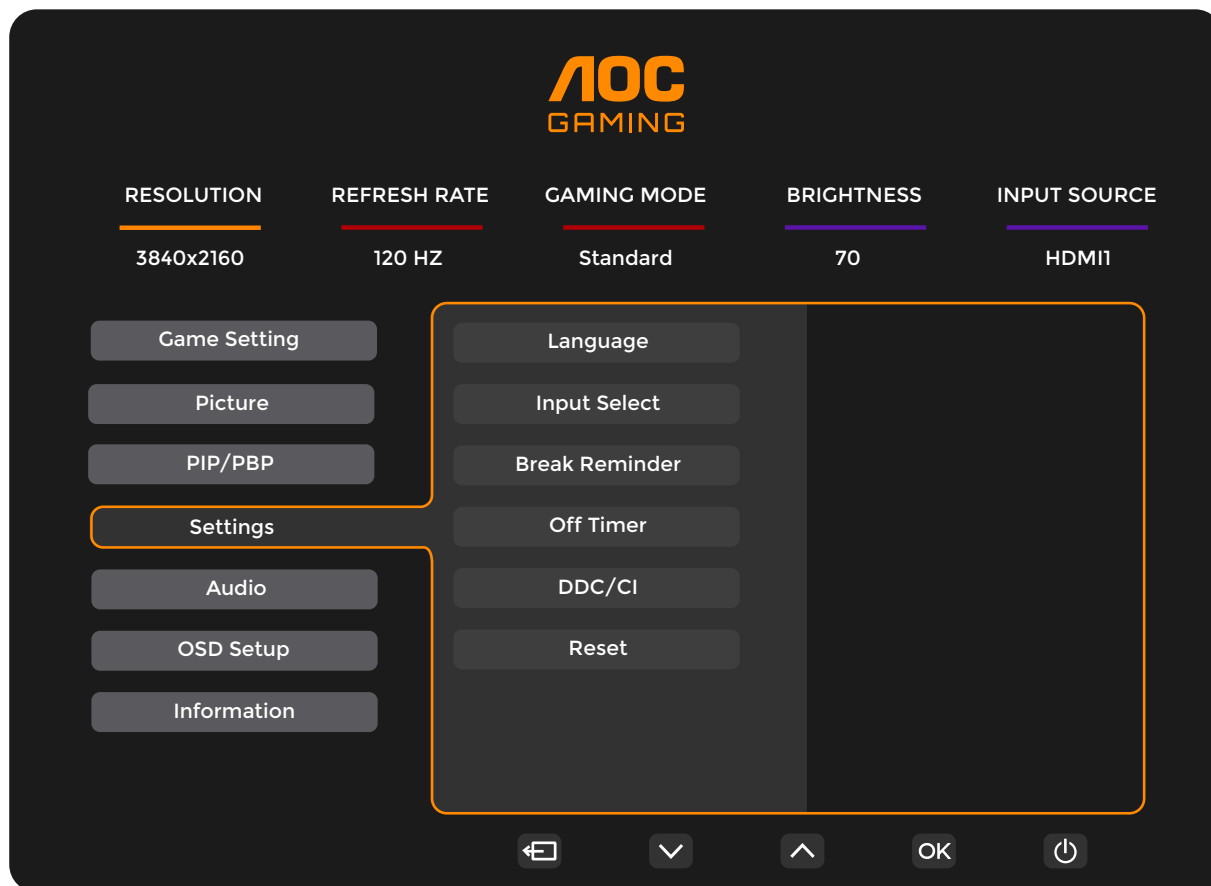 AOC
GAMING
RESOLUTION REFRESH RATE GAMING MODE BRIGHTNESS INPUT SOURCE
3840x2160 120 HZ Standard 70 HDMI1
Game Setting
Picture
PIP/PBP
Settings
Audio
OSD Setup
Information
Language
Input Select
Break Reminder
Off Timer
DDC/CI
Reset
OK